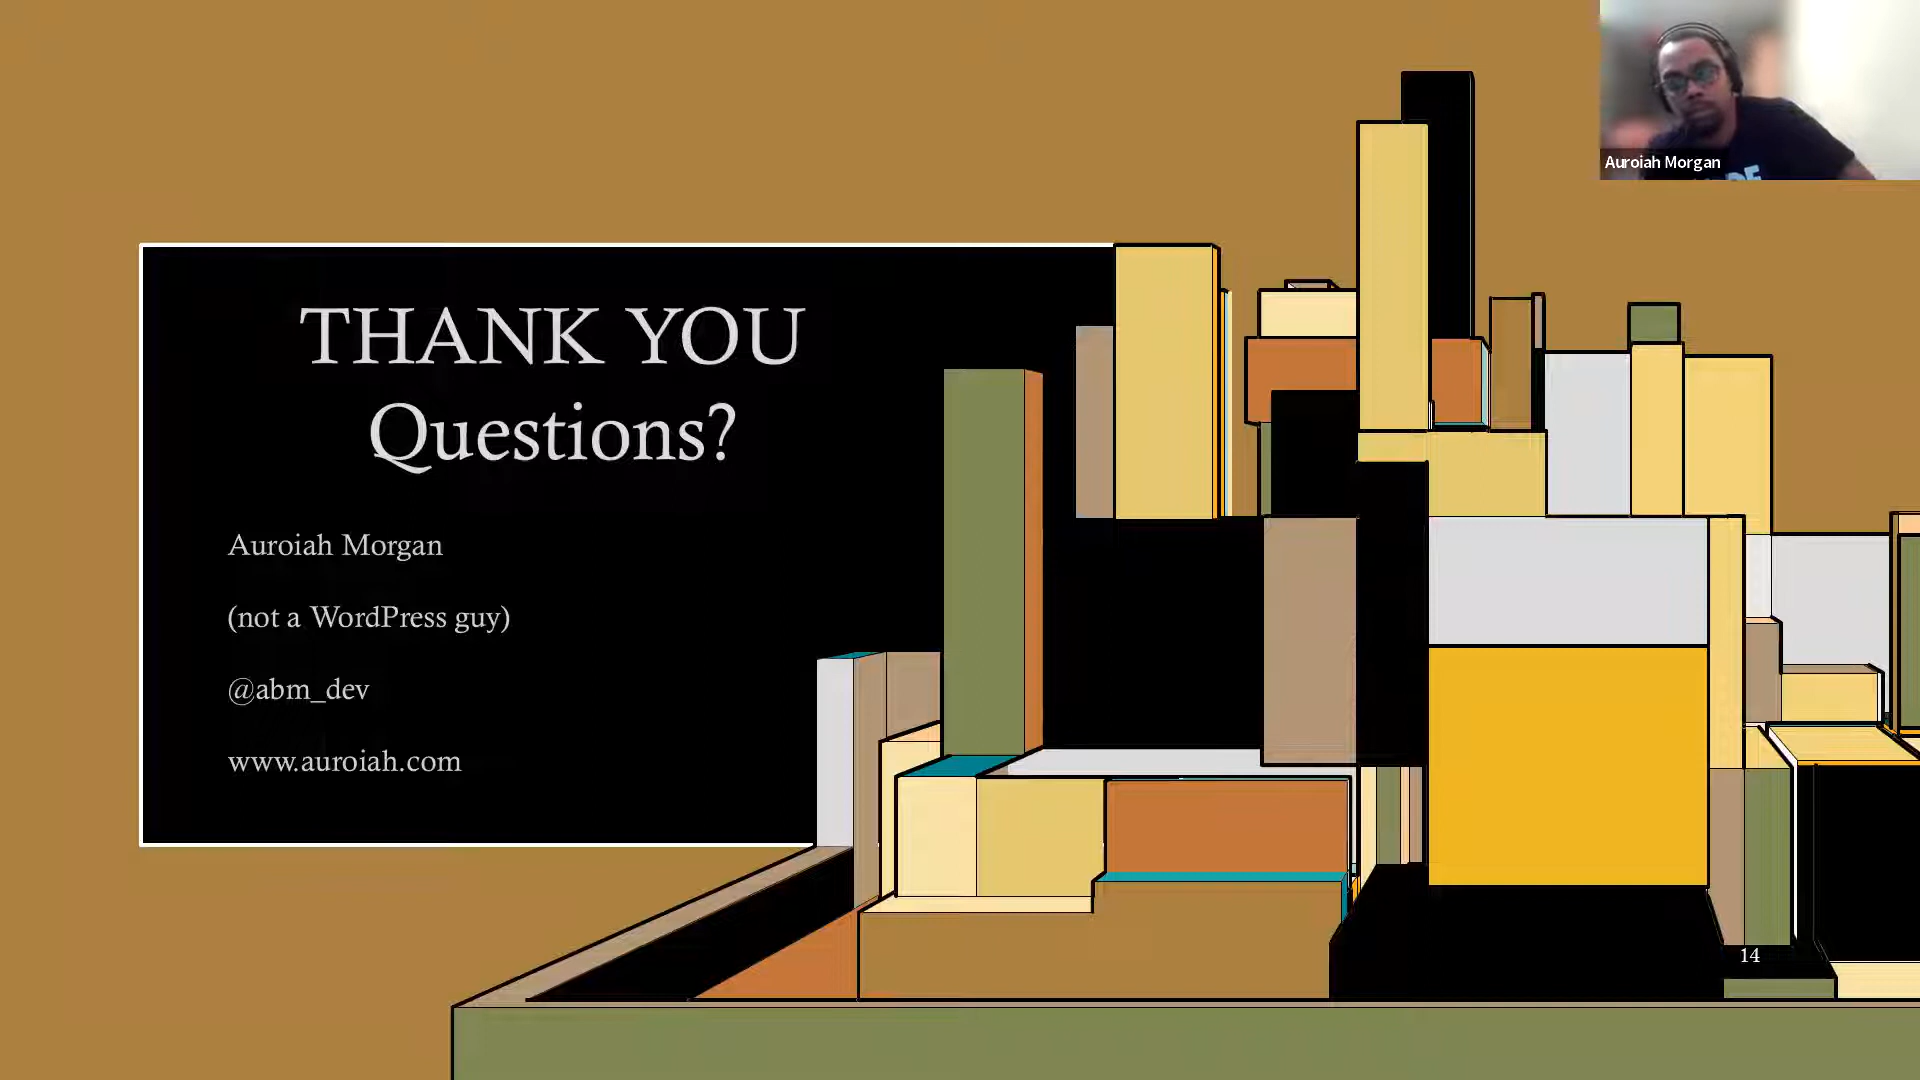 Auroiah Morgan
THANK YOU
Questions?
Auroiah Morgan
(not a WordPress guy)
@abm_dev
www.auroiah.com
14